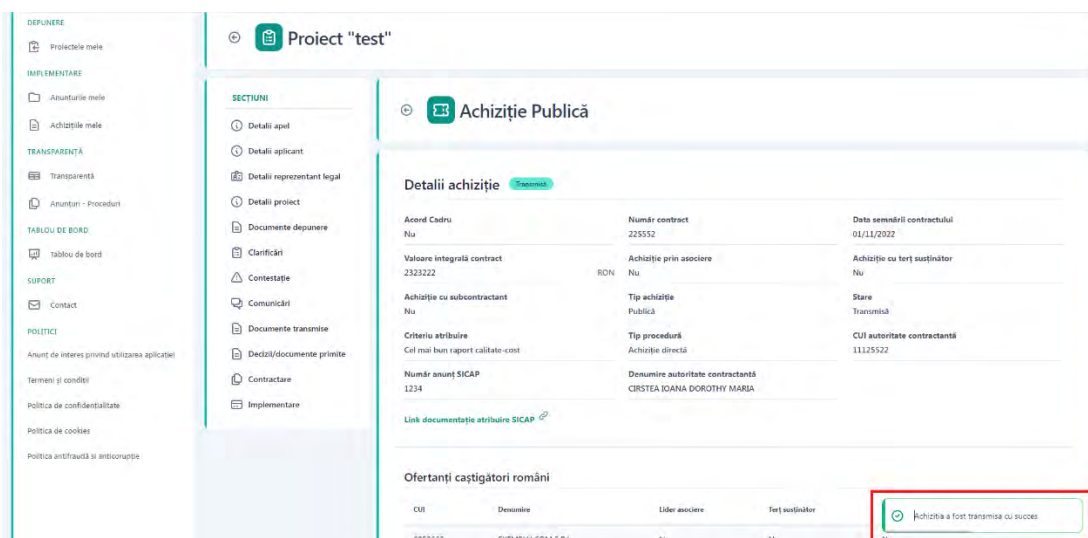 DEPUNERE
Proiectele mele
IMPLEMENTARE
Anunțurile mele
Achizițiile mele
TRANSPARENȚĂ
Transparentă
Anunțuri - Proceduri
TABLOU DE BORD
Tablou de bord
SUPORT
Contact
POLITICI
Anunț de interes privind utilizarea aplicației
Termeni și condiții
Politica de confidențialitate
Politica de cookies
Politica antifraudă si anticorupție
Proiect "test"
SECȚIUNI
Detalii apel
Detalii aplicant
Detalii reprezentant legal
Detalii proiect
Documente depunere
Clarificări
Contestație
Comunicări
Documente transmise
Decizii/documente primite
Contractare
Implementare
Achiziție Publică
Detalii achiziție Transmisă
Acord Cadru Număr contract Data semnării contractului
Nu 225552 01/11/2022
Valoare integrală contract Achiziție prin asociere Achiziție cu terț susținător
2323222 RON Nu Nu
Achiziție cu subcontractant Tip achiziție Stare
Nu Publică Transmisă
Criteriu atribuire Tip procedură CUI autoritate contractantă
Cel mai bun raport calitate-cost Achiziție directă 11125522
Număr anunț SICAP Denumire autoritate contractantă
1234 CIRSTEA IOANA DOROTHY MARIA
Link documentație atribuire SICAP
Ofertanți caștigători români
CUI Denumire Lider asociere Terț susținător
Achizitia a fost transmisa cu succes